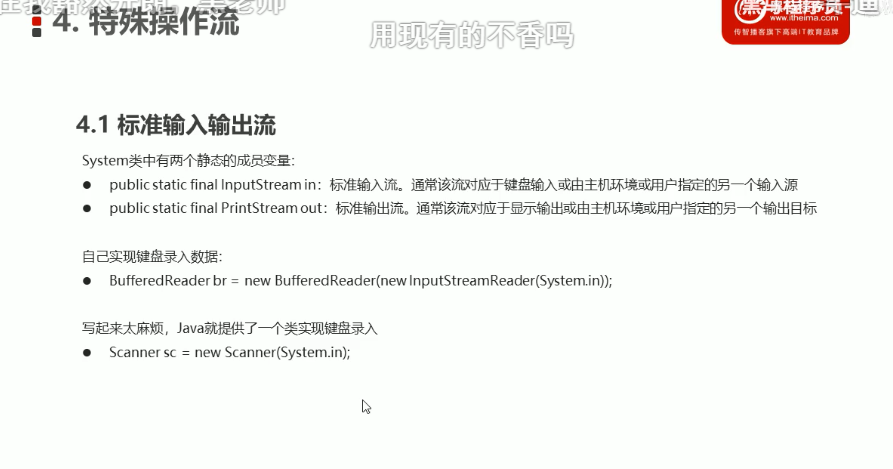 4. 特殊操作流
用现有的不香吗
www.itheima.com
传智播客旗下高端IT教育品牌
4.1 标准输入输出流
System类中有两个静态的成员变量：
● public static final InputStream in：标准输入流。通常该流对应于键盘输入或由主机环境或用户指定的另一个输入源
● public static final PrintStream out：标准输出流。通常该流对应于显示输出或由主机环境或用户指定的另一个输出目标
自己实现键盘录入数据：
● BufferedReader br = new BufferedReader(new InputStreamReader(System.in));
写起来太麻烦，Java就提供了一个类实现键盘录入
● Scanner sc = new Scanner(System.in);